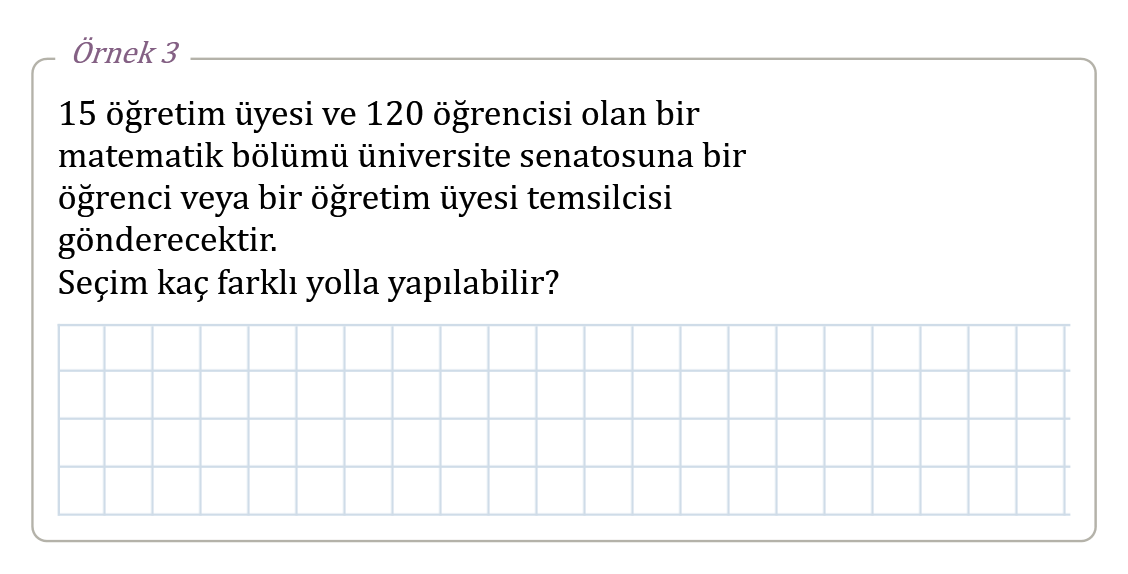 Örnek 3
15 öğretim üyesi ve 120 öğrencisi olan bir
matematik bölümü üniversite senatosuna bir
öğrenci veya bir öğretim üyesi temsilcisi
gönderecektir.
Seçim kaç farklı yolla yapılabilir?